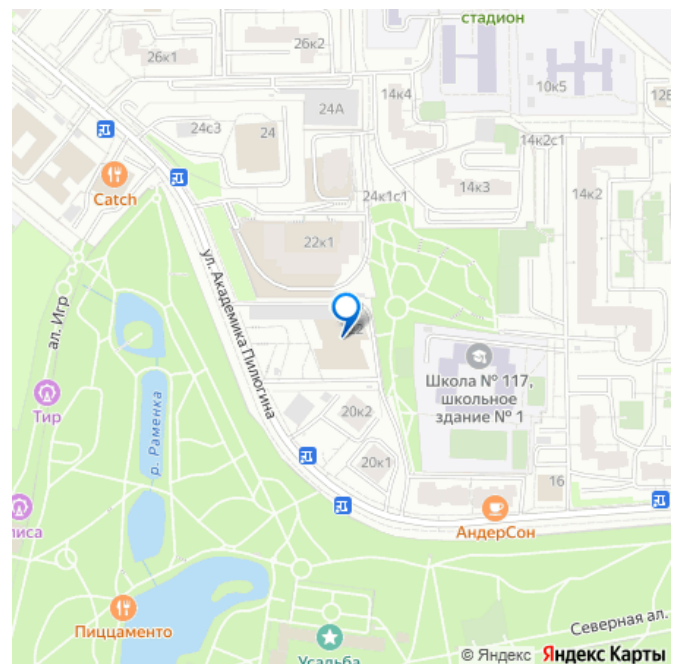 стадион
26к2
26к1
14к4
10к5
24А
24с3
24
14к2с1
Catch
24к1с1
14к3
14к2
22к1
ул. Академика Пилюгина
ал. Игр
Школа № 117,
школьное
здание № 1
Тир
р. Раменка
20к2
20к1
16
АндерСон
Пиццаменто
Северная ал.
Усадьба
© Яндекс Яндекс Карты